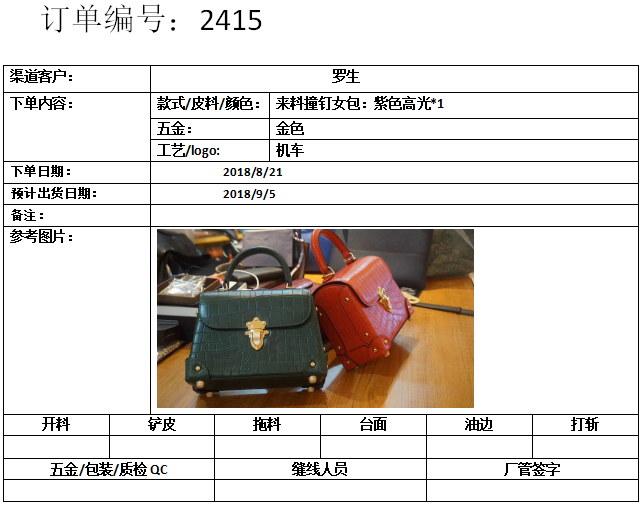 订单编号：2415
渠道客户： 罗生
下单内容： 款式/皮料/颜色： 来料撞钉女包：紫色高光*1
五金： 金色
工艺/logo: 机车
下单日期： 2018/8/21
预计出货日期： 2018/9/5
备注：
参考图片：
开料 铲皮 拖料 台面 油边 打斩
五金/包装/质检 QC 缝线人员 厂管签字